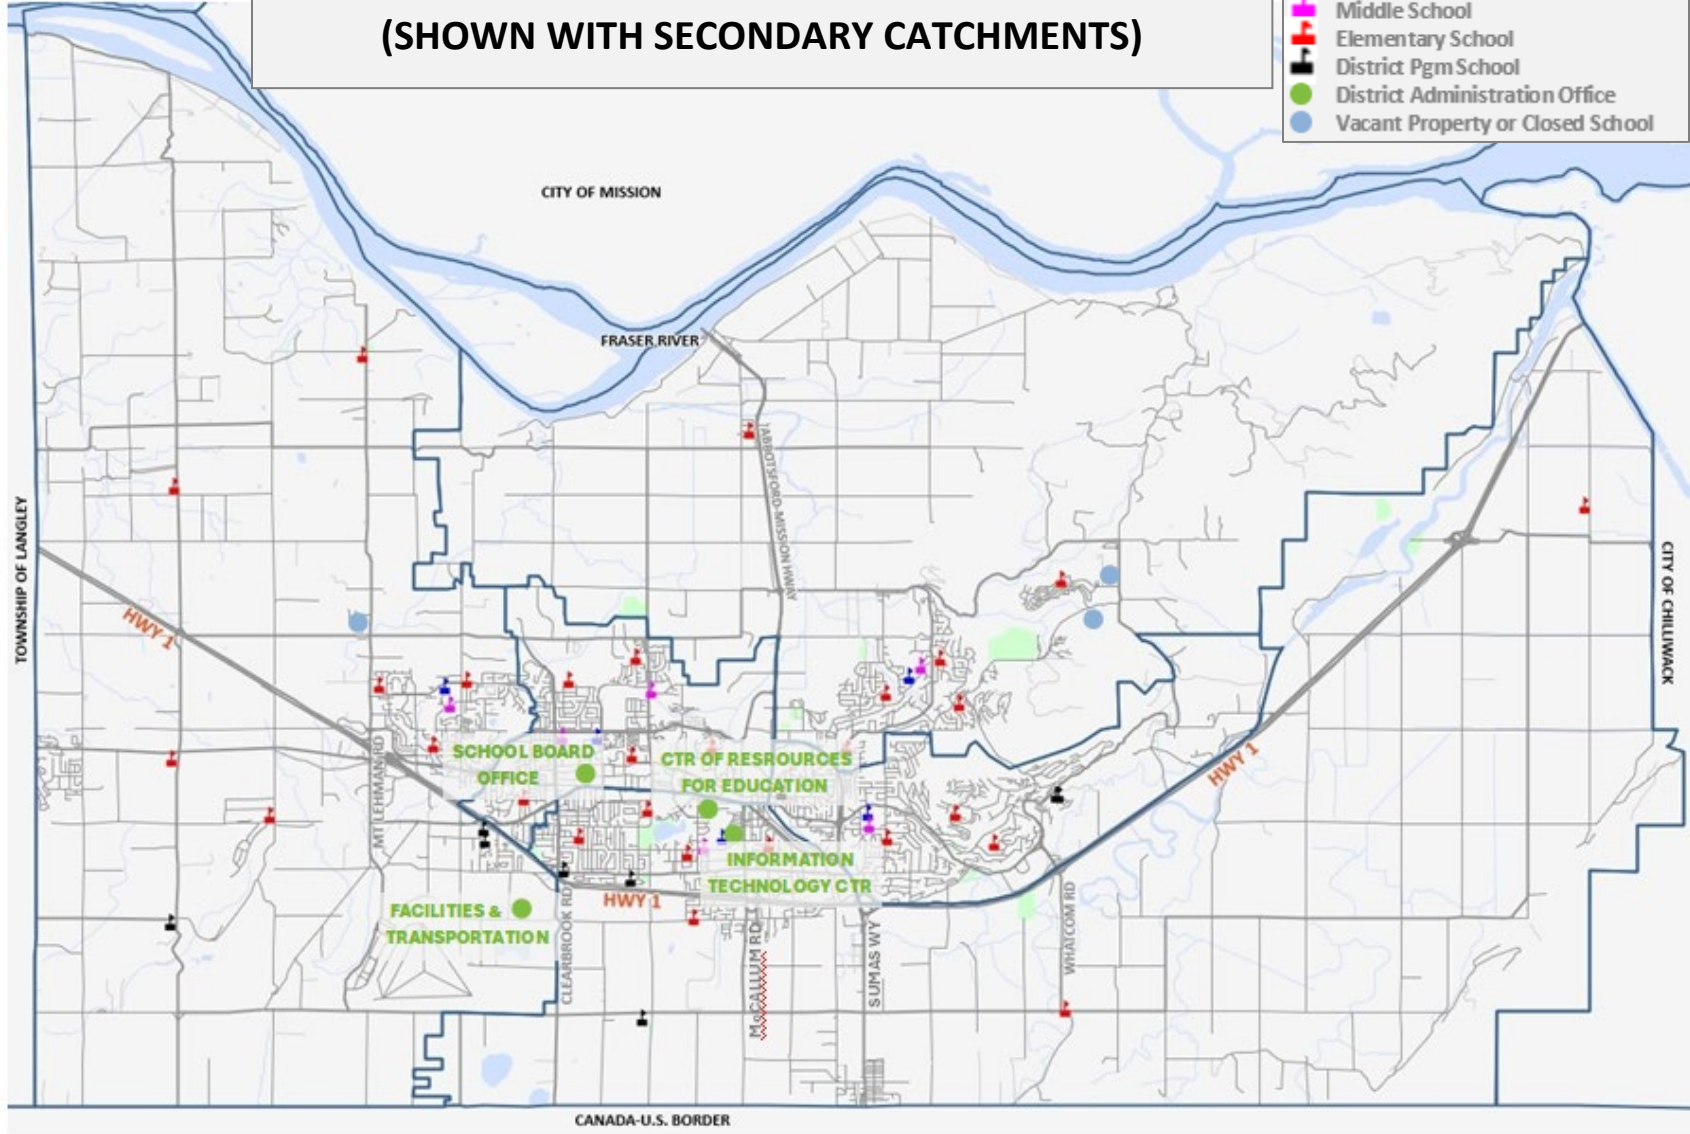 (SHOWN WITH SECONDARY CATCHMENTS)
Middle School
Elementary School
District Pgm School
District Administration Office
Vacant Property or Closed School
CITY OF MISSION
FRASER RIVER
ABBOTSFORD-MISSION HWY
TOWNSHIP OF LANGLEY
CITY OF CHILLIWACK
HWY 1
HWY 1
MT LEHMAN RD
SCHOOL BOARD
OFFICE
CTR OF RESROURCES
FOR EDUCATION
INFORMATION
TECHNOLOGY CTR
HWY 1
FACILITIES &
TRANSPORTATION
CLEARBROOK RD
McCALLUM RD
SUMAS WY
WHATCOM RD
CANADA-U.S. BORDER